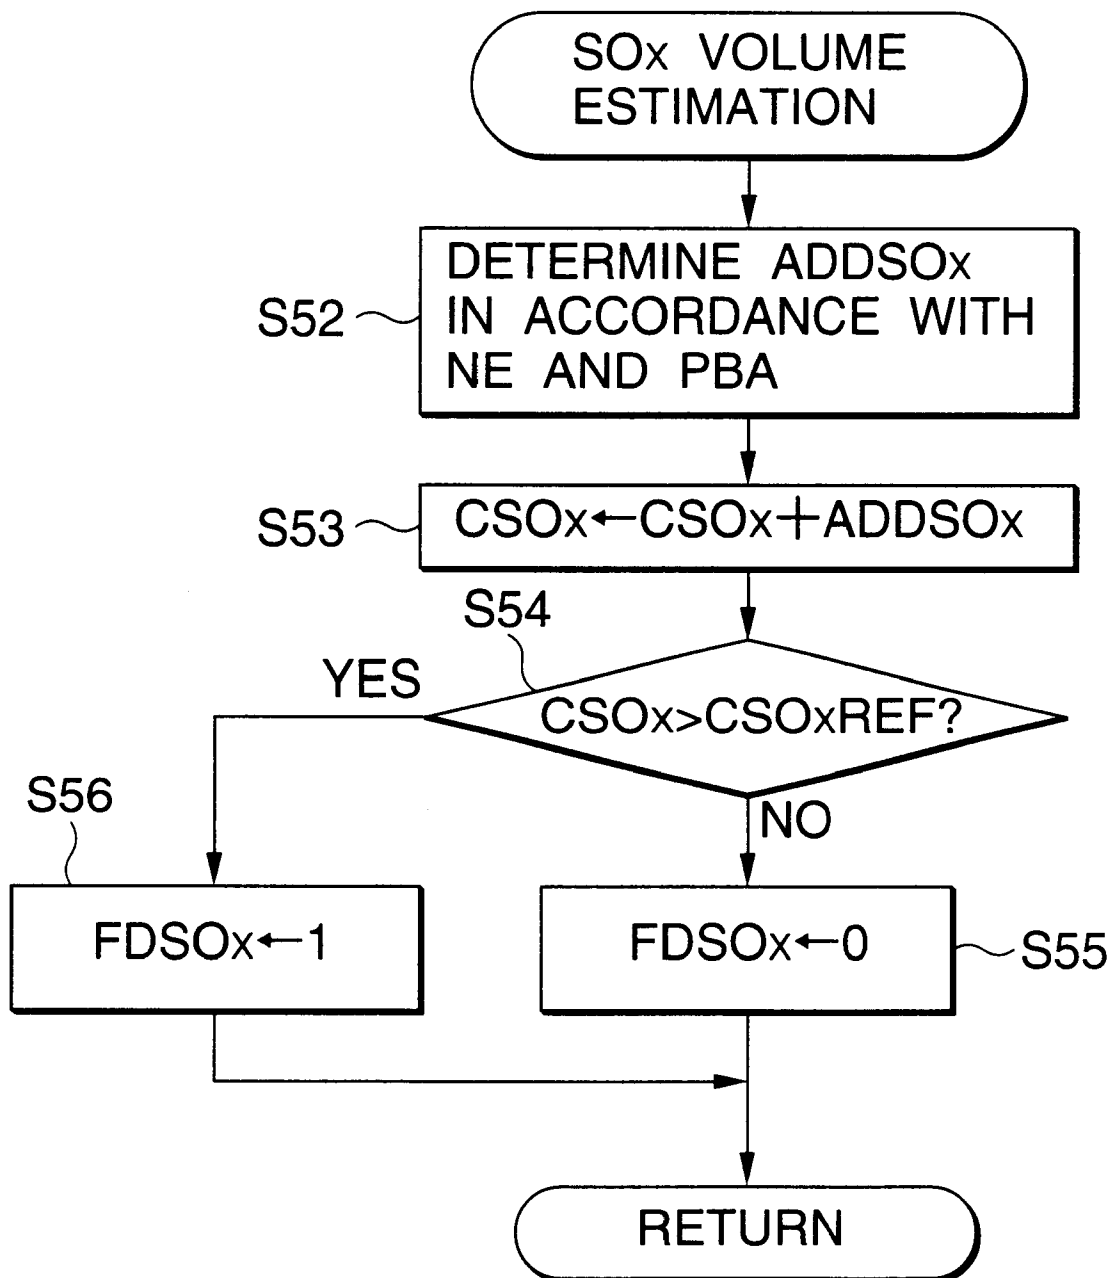 SOx VOLUME
ESTIMATION
DETERMINE ADDSOx
IN ACCORDANCE WITH
NE AND PBA
S52
CSOx←CSOx+ADDSOx
S53
S54
YES
CSOx>CSOxREF?
NO
S56
FDSOx←1
FDSOx←0
S55
RETURN